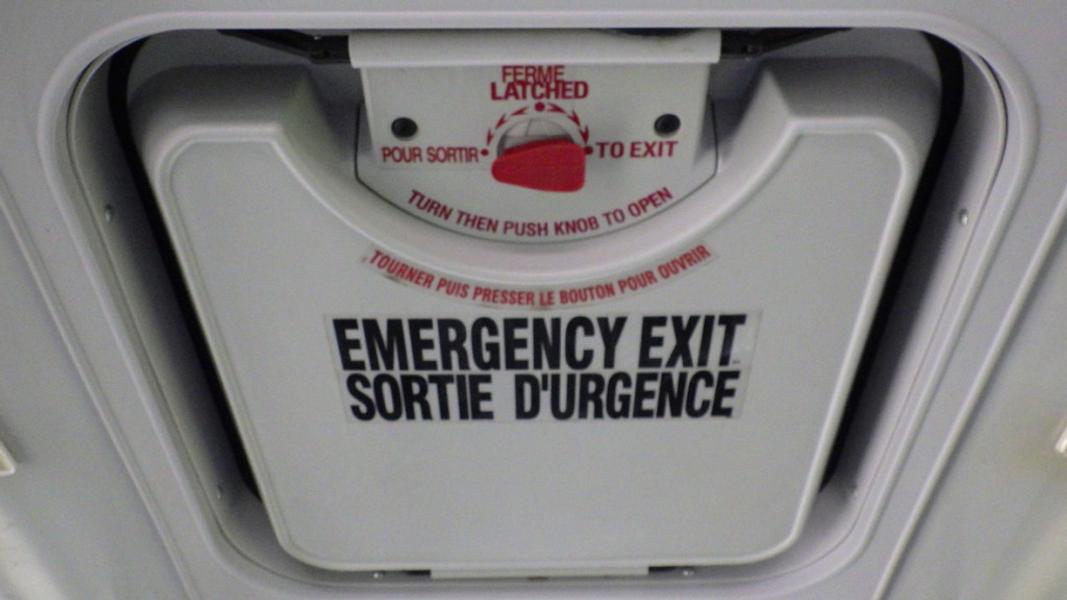 FERME
LATCHED
POUR SORTIR
TO EXIT
TURN THEN PUSH KNOB TO OPEN
TOURNER PUIS PRESSER LE BOUTON POUR OUVRIR
EMERGENCY EXIT
SORTIE D'URGENCE